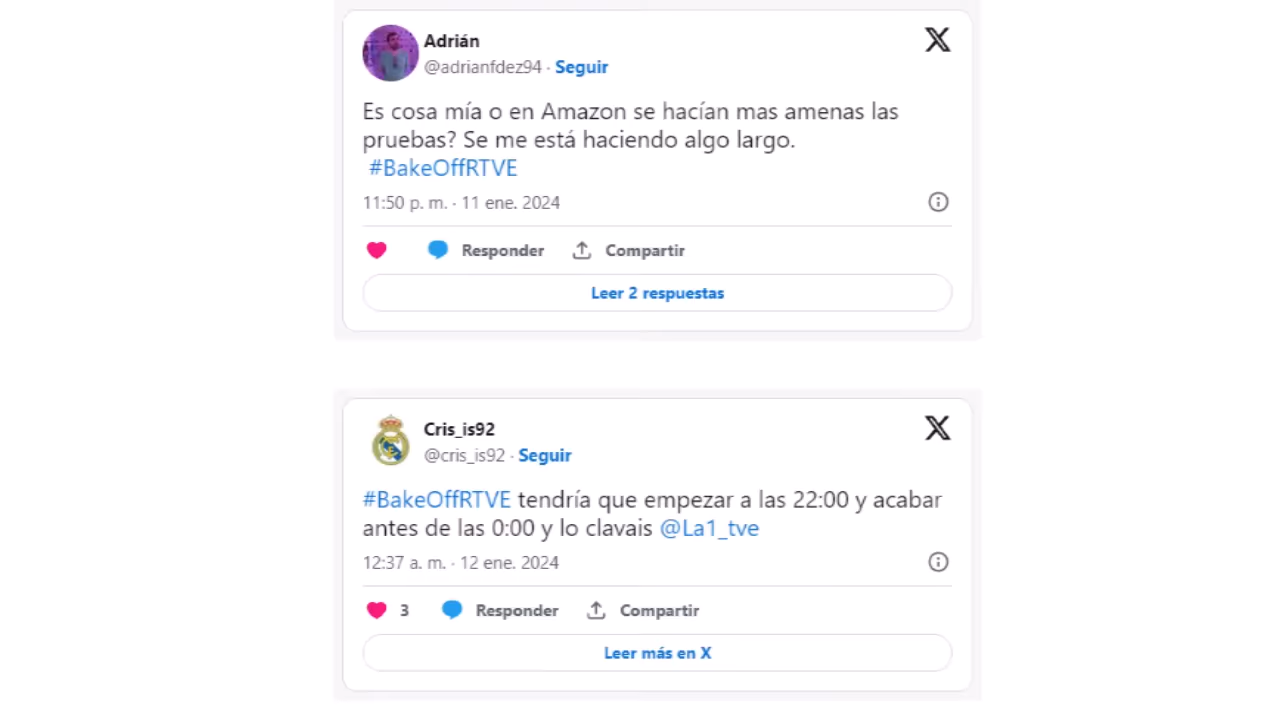 Adrián
@adrianfdez94 · Seguir
Es cosa mía o en Amazon se hacían mas amenas las
pruebas? Se me está haciendo algo largo.
#BakeOffRTVE
11:50 p. m. · 11 ene. 2024
Responder Compartir
Leer 2 respuestas
Cris_is92
@cris_is92 · Seguir
#BakeOffRTVE tendría que empezar a las 22:00 y acabar
antes de las 0:00 y lo clavais @La1_tve
12:37 a. m. · 12 ene. 2024
3 Responder Compartir
Leer más en X